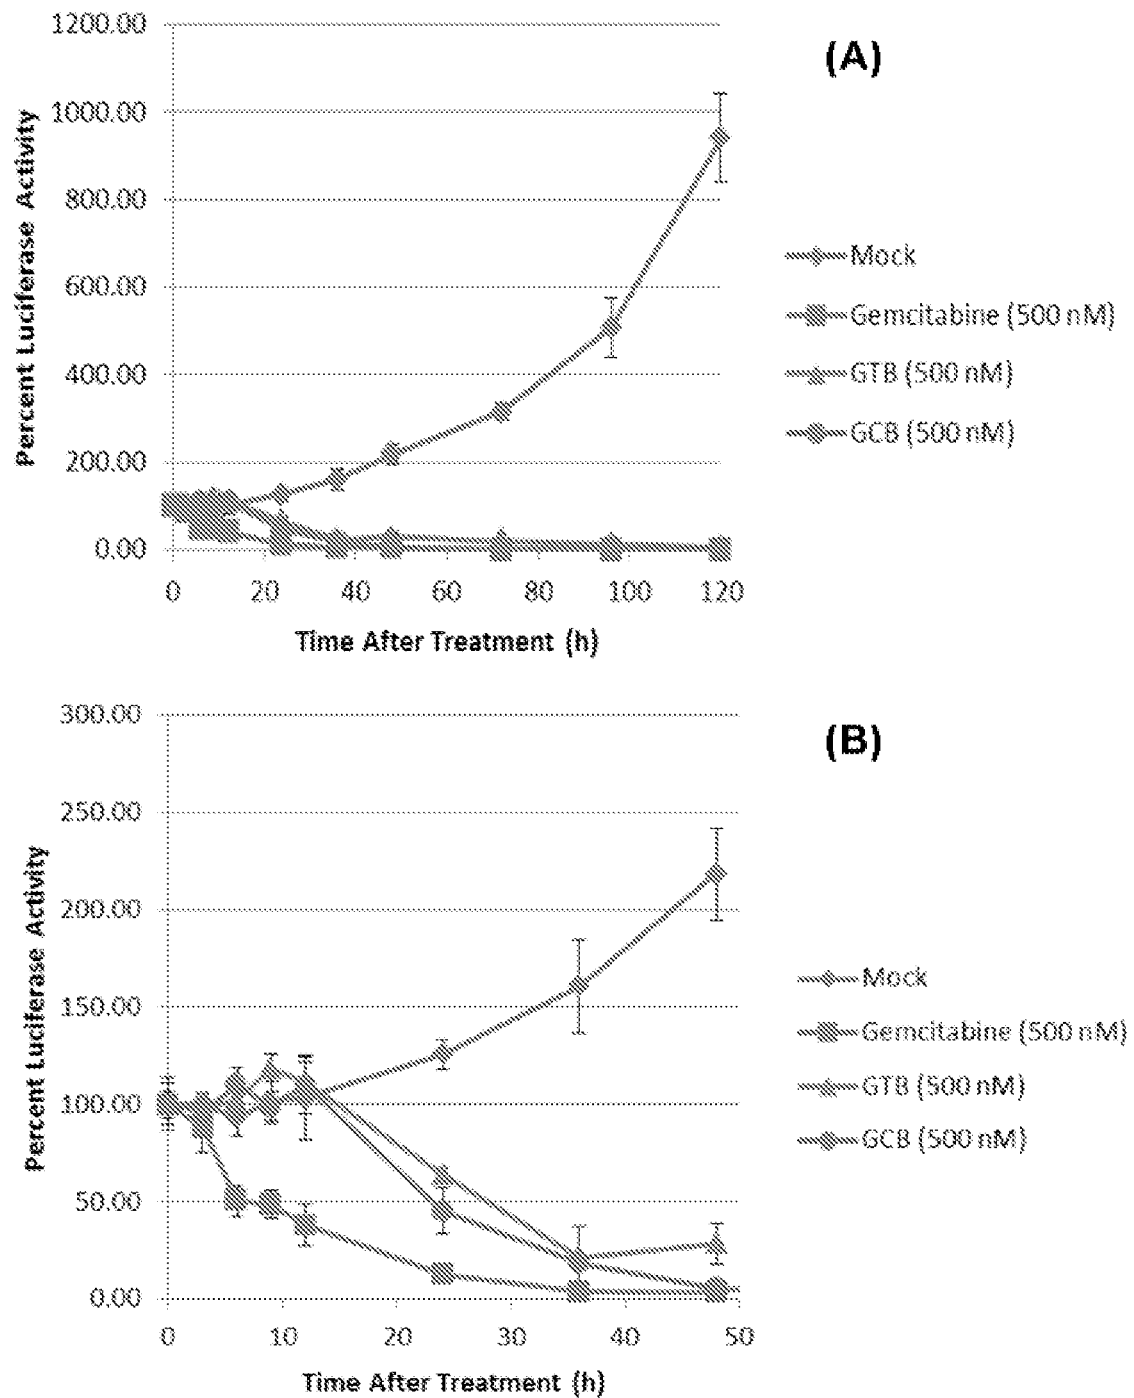 (A)
1200.00
1000.00
800.00
600.00
400.00
200.00
0.00
Percent Luciferase Activity
0 20 40 60 80 100 120
Time After Treatment (h)
Mock
Gemcitabine (500 nM)
GTB (500 nM)
GCB (500 nM)
(B)
300.00
250.00
200.00
150.00
100.00
50.00
0.00
Percent Luciferase Activity
0 10 20 30 40 50
Time After Treatment (h)
Mock
Gemcitabine (500 nM)
GTB (500 nM)
GCB (500 nM)